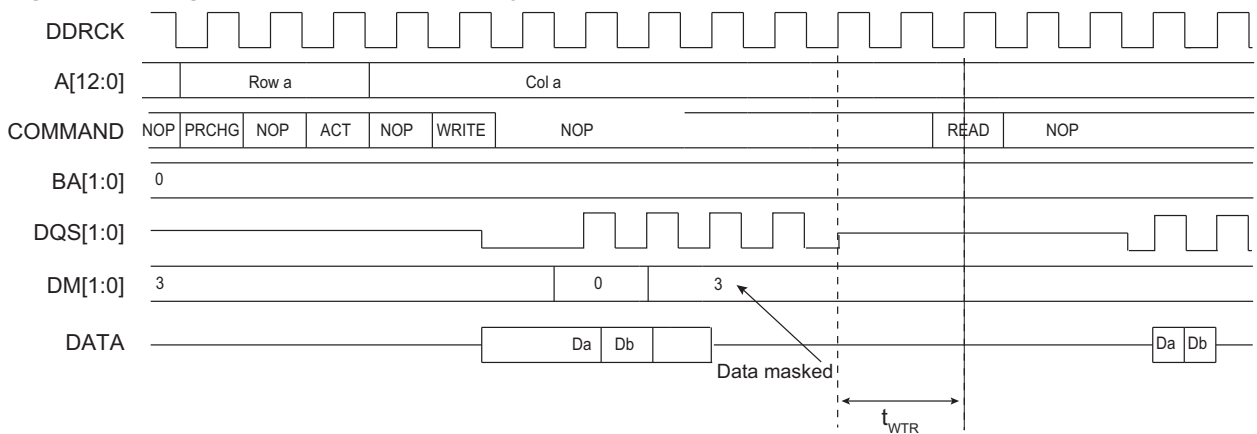 DDRCK
A[12:0] Row a Col a
COMMAND NOP PRCHG NOP ACT NOP WRITE NOP READ NOP
BA[1:0] 0
DQS[1:0]
DM[1:0] 3 0 3
DATA Da Db Da Db
Data masked
tWTR